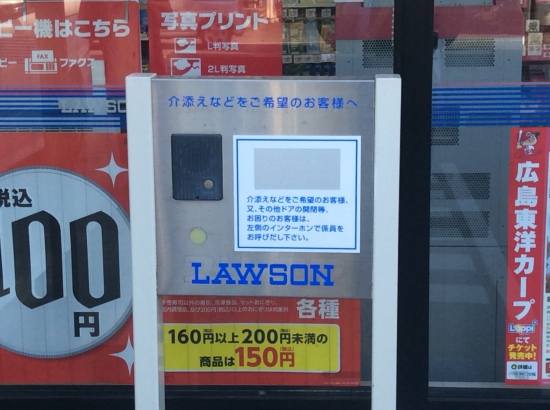 ピー機はこちら
FAX
ピー ファクス
写真プリント
L判写真
2L判写真
LAWSON
税込
100
円
介添えなどをご希望のお客様へ
介添えなどをご希望のお客様、
又、その他ドアの開閉等、
お困りのお客様は、
左側のインターホンで係員を
お呼びだし下さい。
LAWSON
各種
160円以上200円未満の
商品は150円
広島東洋カープ
Loppi
にて
チケット
発売中!